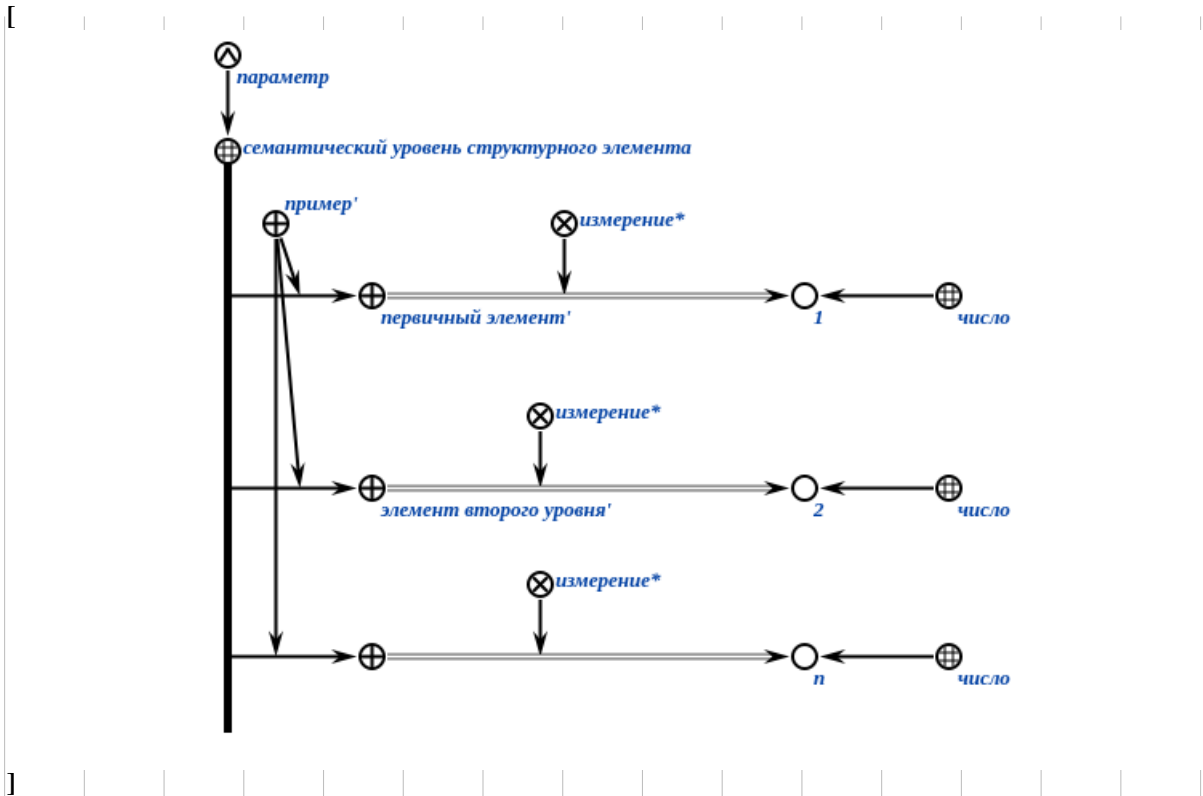 [
параметр
семантический уровень структурного элемента
пример'
измерение*
первичный элемент'
1
число
измерение*
элемент второго уровня'
2
число
измерение*
n
число
]